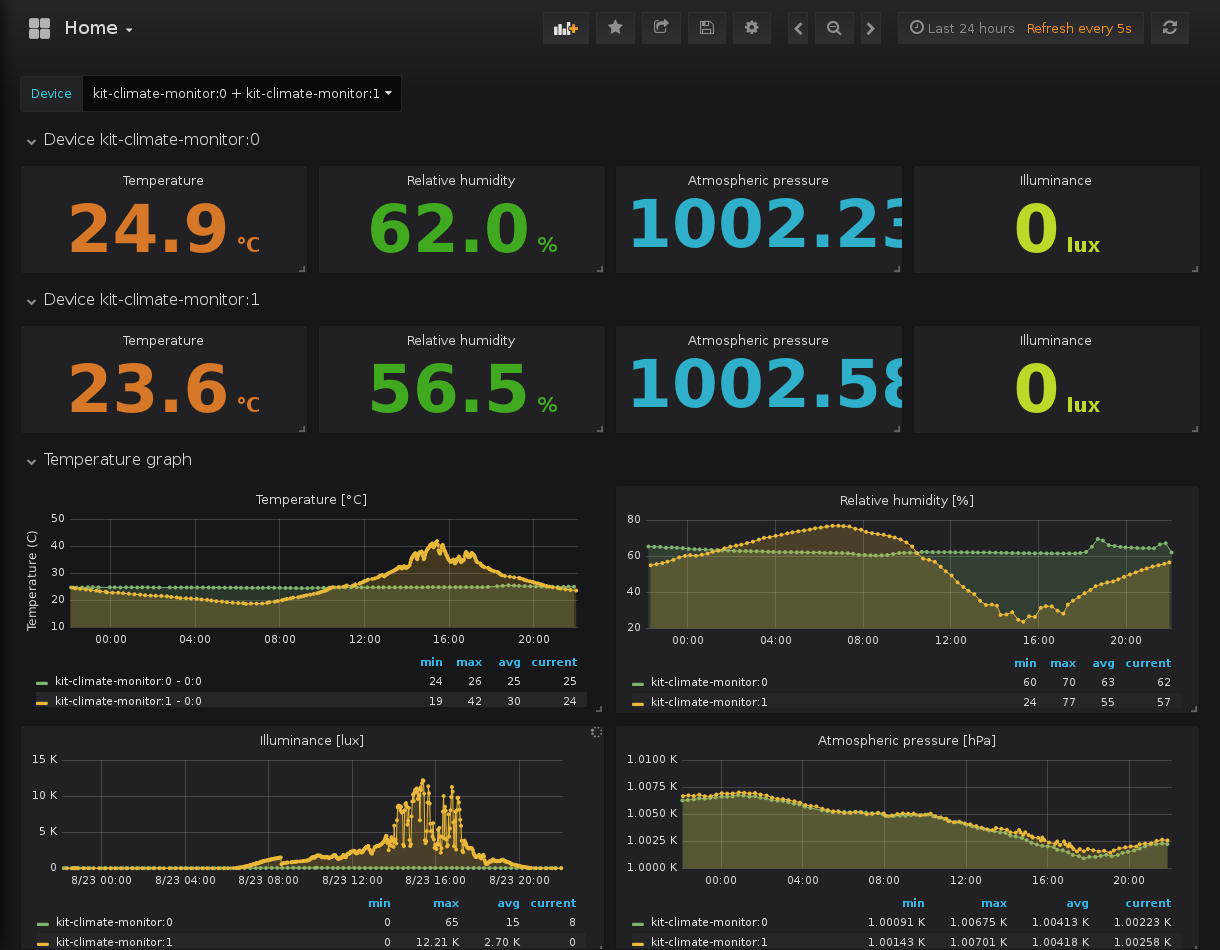 Home
Last 24 hours Refresh every 5s
Device kit-climate-monitor:0 + kit-climate-monitor:1
Device kit-climate-monitor:0
Temperature
24.9 °C
Relative humidity
62.0 %
Atmospheric pressure
1002.23
Illuminance
0 lux
Device kit-climate-monitor:1
Temperature
23.6 °C
Relative humidity
56.5 %
Atmospheric pressure
1002.58
Illuminance
0 lux
Temperature graph
Temperature [°C]
Temperature (C)
50
40
30
20
10
00:00 04:00 08:00 12:00 16:00 20:00
min max avg current
kit-climate-monitor:0 - 0:0 24 26 25 25
kit-climate-monitor:1 - 0:0 19 42 30 24
Relative humidity [%]
80
60
40
20
00:00 04:00 08:00 12:00 16:00 20:00
min max avg current
kit-climate-monitor:0 60 70 63 62
kit-climate-monitor:1 24 77 55 57
Illuminance [lux]
15 K
10 K
5 K
0
8/23 00:00 8/23 04:00 8/23 08:00 8/23 12:00 8/23 16:00 8/23 20:00
min max avg current
kit-climate-monitor:0 0 65 15 8
kit-climate-monitor:1 0 12.21 K 2.70 K 0
Atmospheric pressure [hPa]
1.0100 K
1.0075 K
1.0050 K
1.0025 K
1.0000 K
00:00 04:00 08:00 12:00 16:00 20:00
min max avg current
kit-climate-monitor:0 1.00091 K 1.00675 K 1.00413 K 1.00223 K
kit-climate-monitor:1 1.00143 K 1.00701 K 1.00418 K 1.00258 K